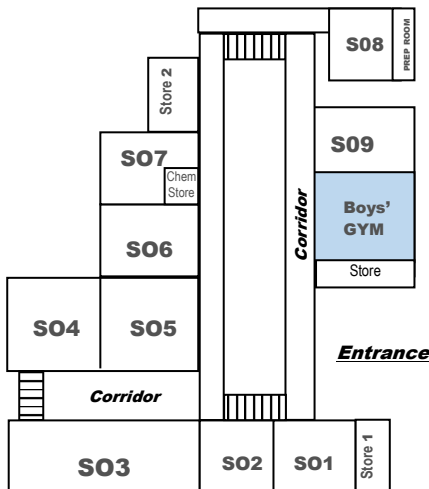 S08
PREP ROOM
Store 2
SO7
S09
Chem
Store
Boys’
GYM
Corridor
SO6
Store
SO4
SO5
Entrance
Corridor
SO3
SO2
SO1
Store 1